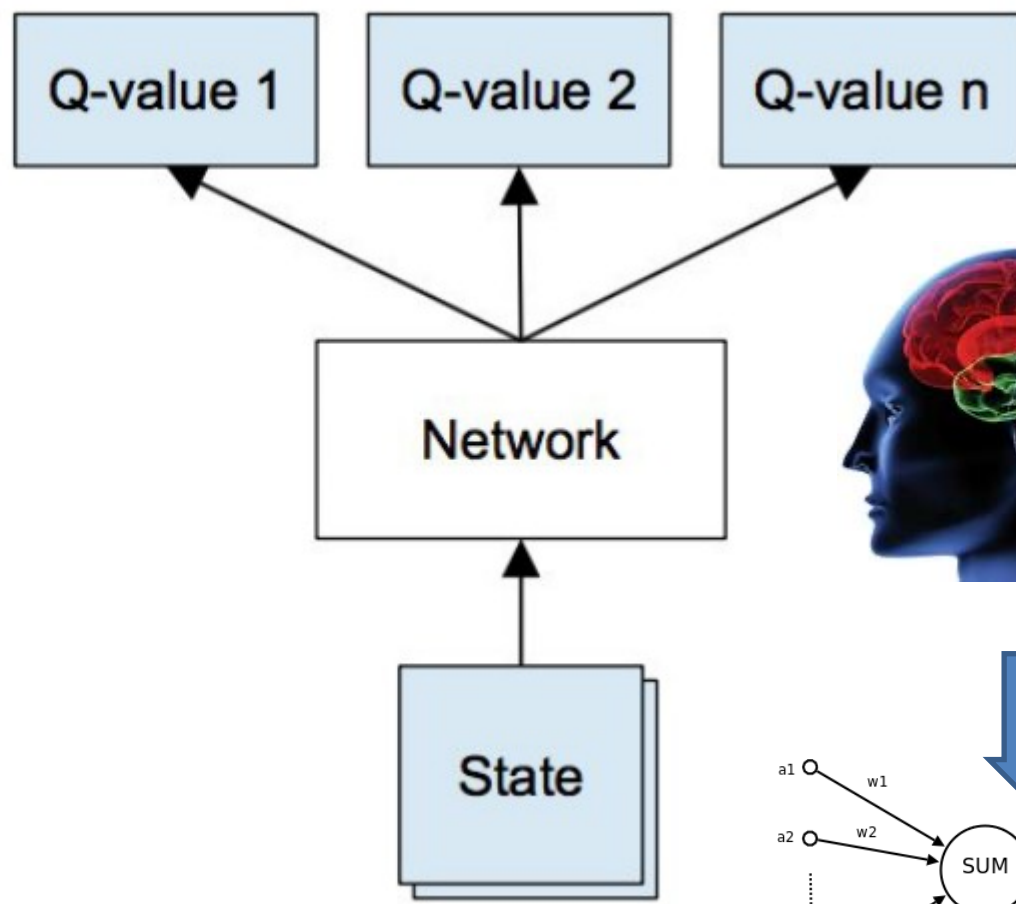 Q-value 1
Q-value 2
Q-value n
Network
State
a1
w1
a2
w2
SUM